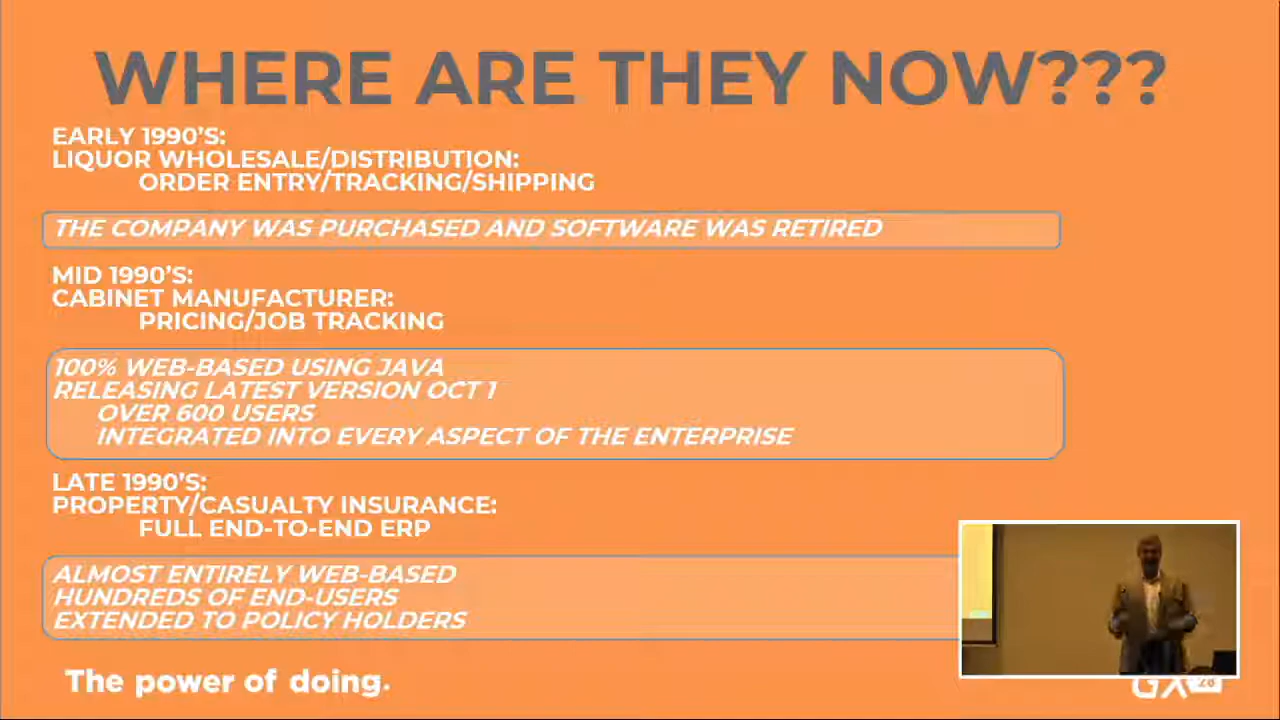 WHERE ARE THEY NOW???
EARLY 1990'S:
LIQUOR WHOLESALE/DISTRIBUTION:
ORDER ENTRY/TRACKING/SHIPPING
THE COMPANY WAS PURCHASED AND SOFTWARE WAS RETIRED
MID 1990'S:
CABINET MANUFACTURER:
PRICING/JOB TRACKING
100% WEB-BASED USING JAVA
RELEASING LATEST VERSION OCT 1
OVER 600 USERS
INTEGRATED INTO EVERY ASPECT OF THE ENTERPRISE
LATE 1990'S:
PROPERTY/CASUALTY INSURANCE:
FULL END-TO-END ERP
ALMOST ENTIRELY WEB-BASED
HUNDREDS OF END-USERS
EXTENDED TO POLICY HOLDERS
The power of doing.
GX28